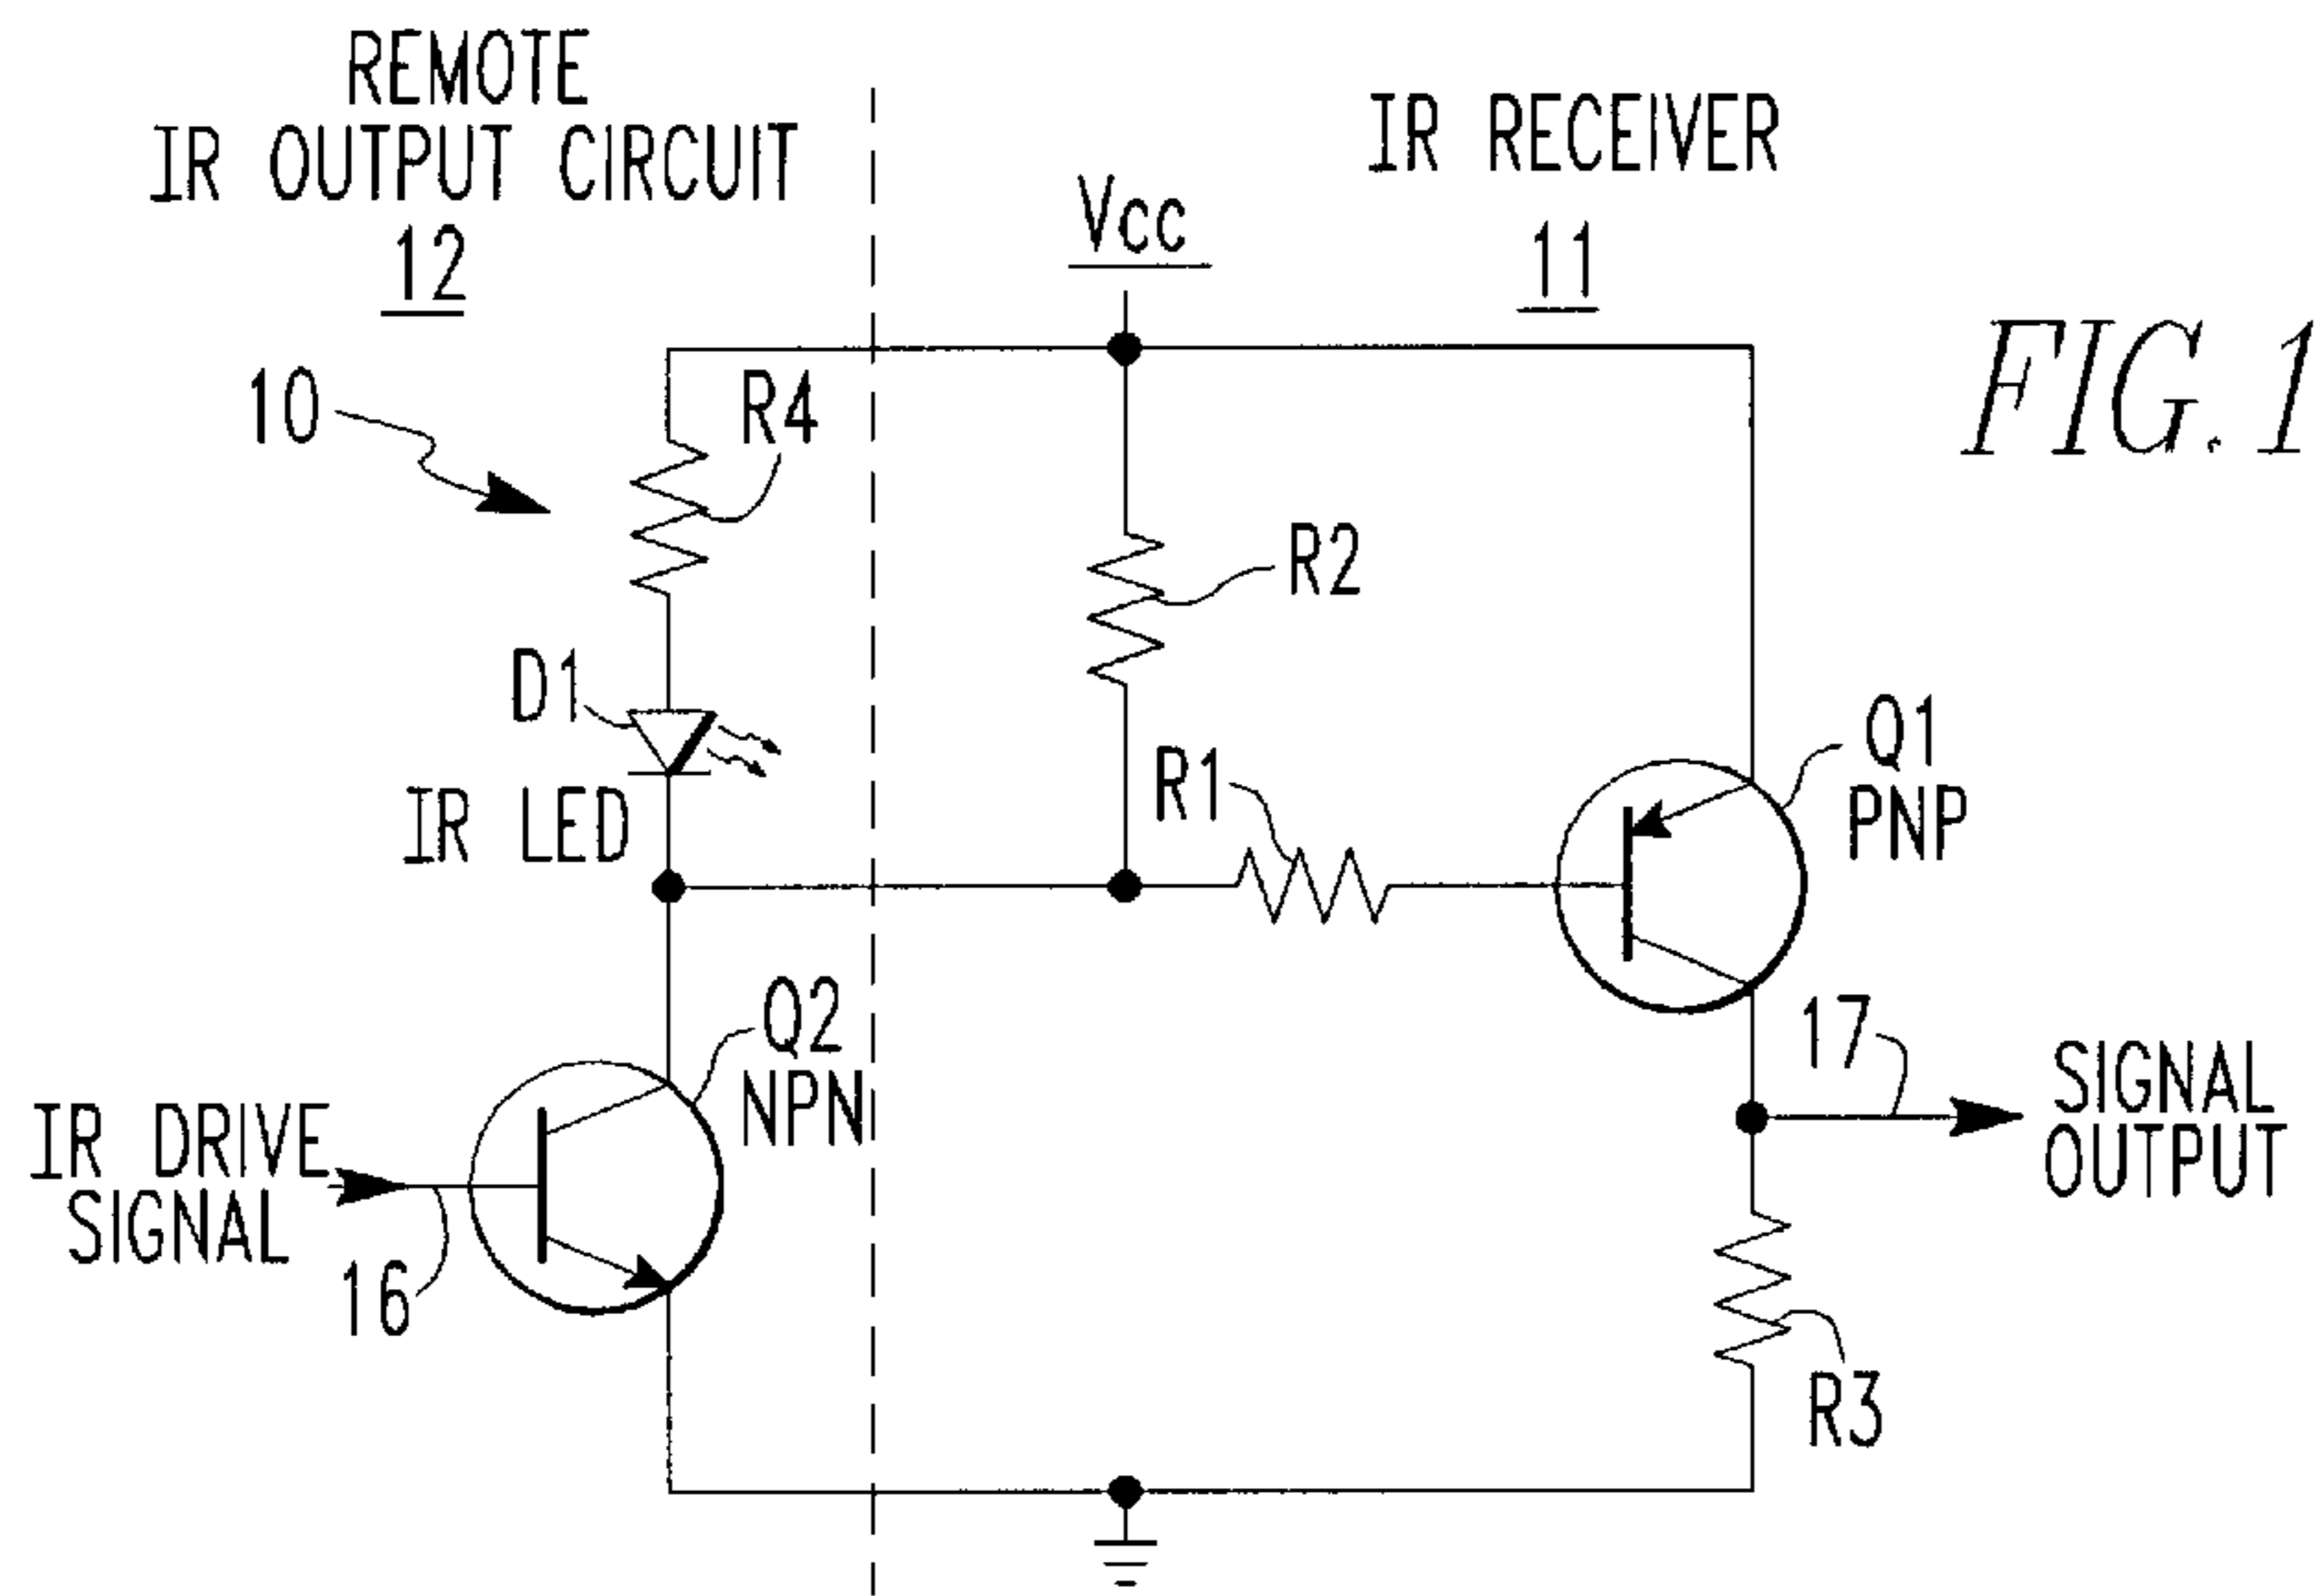 REMOTE
IR OUTPUT CIRCUIT
12
IR RECEIVER
11
Vcc
FIG. 1
10
R4
R2
D1
IR LED
R1
Q1
PNP
Q2
NPN
17
SIGNAL
OUTPUT
IR DRIVE
SIGNAL
16
R3